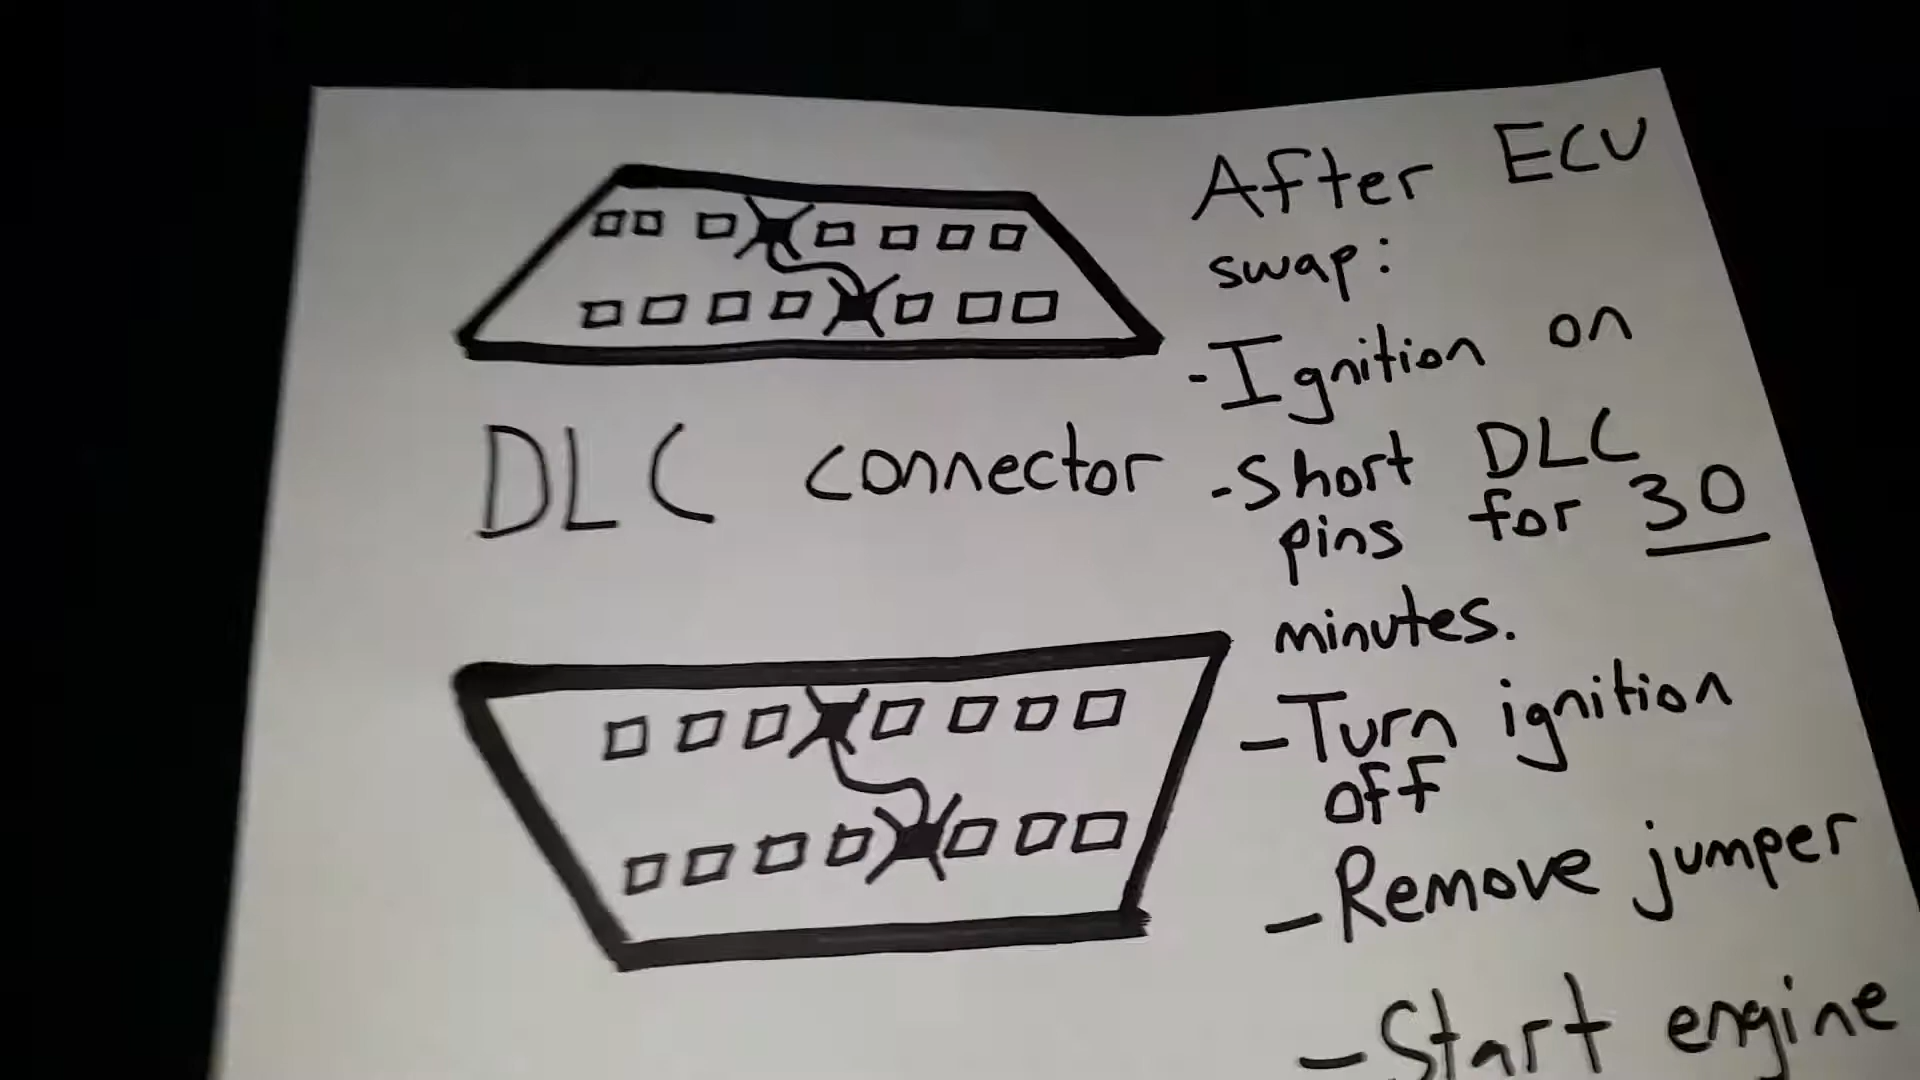 After ECU
swap:
-Ignition on
-Short DLC
pins for 30
minutes.
-Turn ignition
off
-Remove jumper
-Start engine
DLC connector